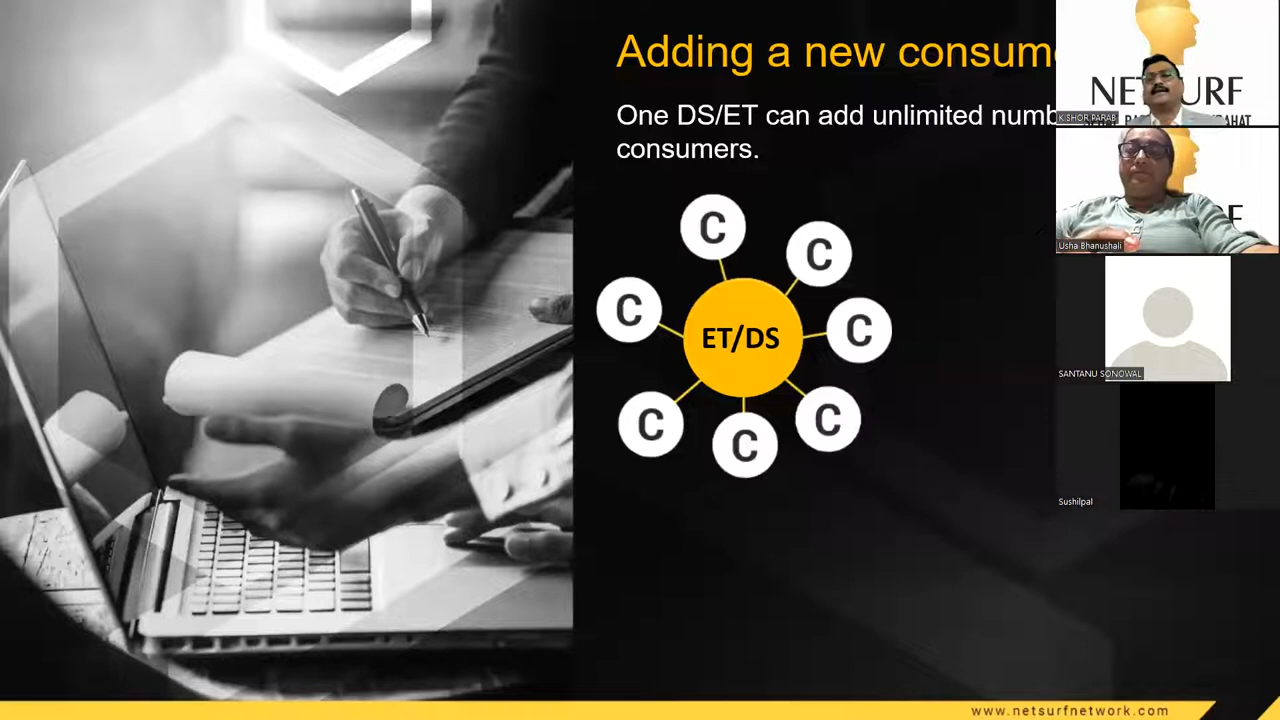 Adding a new consum
One DS/ET can add unlimited numb
consumers.
C
C
C
C
ET/DS
C
C
C
NETSURF
KISHOR PARAB
Usha Bhanushali
SANTANU SONOWAL
Sushilpal
www.netsurfnetwork.com